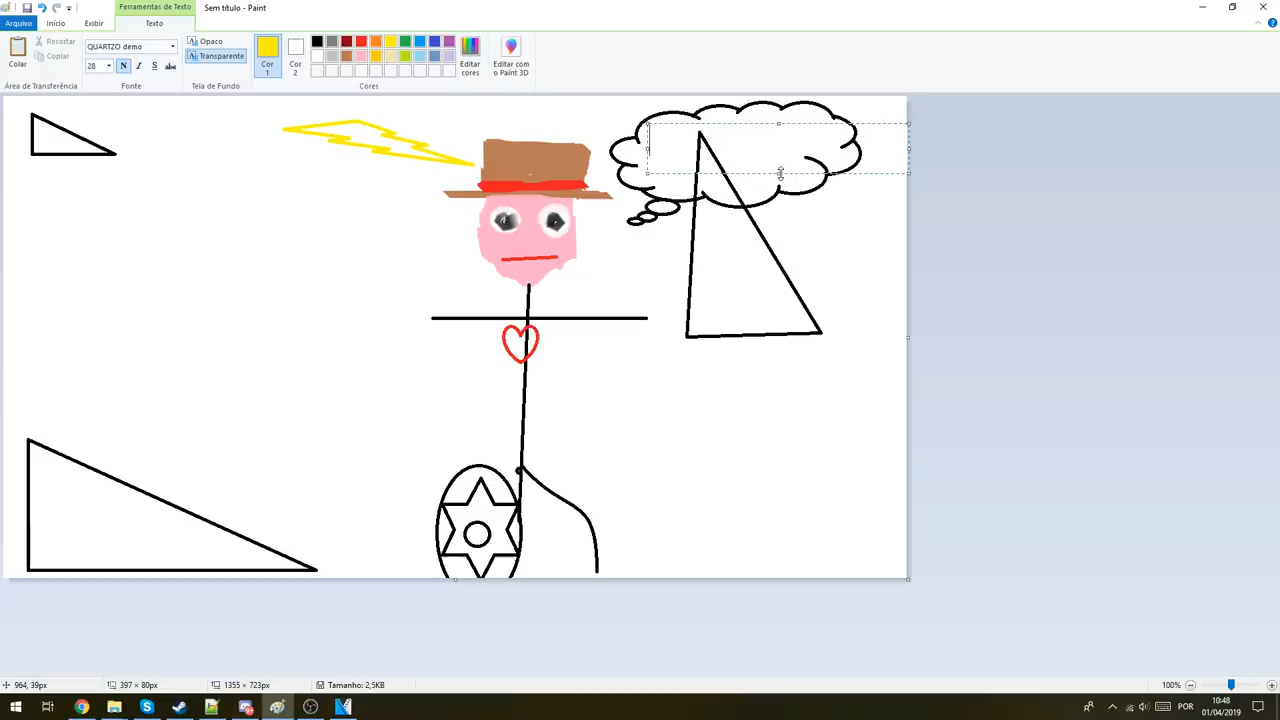 Ferramentas de Texto
Sem título - Paint
Arquivo
Início
Exibir
Texto
Colar
Recortar
Copiar
QUARTZO demo
28
N
I
S
abc
Opaco
Transparente
Cor
1
Cor
2
Editar
cores
Editar com
o Paint 3D
Área de Transferência
Fonte
Tela de Fundo
Cores
964, 39px
397 × 80px
1355 × 723px
Tamanho: 2,5KB
100%
POR
10:48
01/04/2019